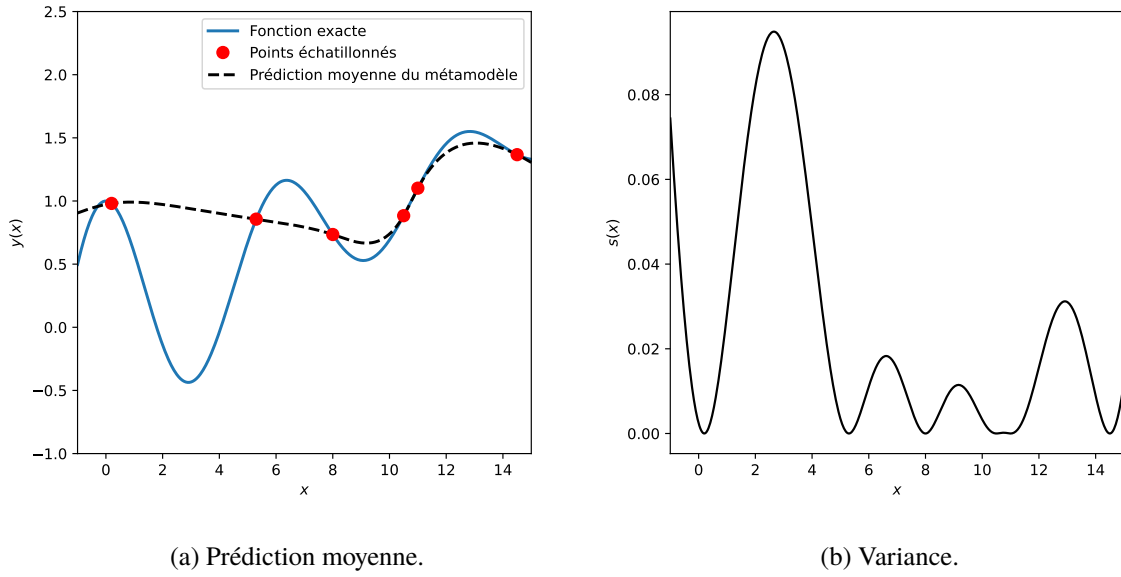 2.5
2.0
1.5
1.0
0.5
0.0
−0.5
−1.0
y(x)
0 2 4 6 8 10 12 14
x
Fonction exacte
Points échatillonnés
Prédiction moyenne du métamodèle
(a) Prédiction moyenne.
0.08
0.06
0.04
0.02
0.00
s(x)
0 2 4 6 8 10 12 14
x
(b) Variance.